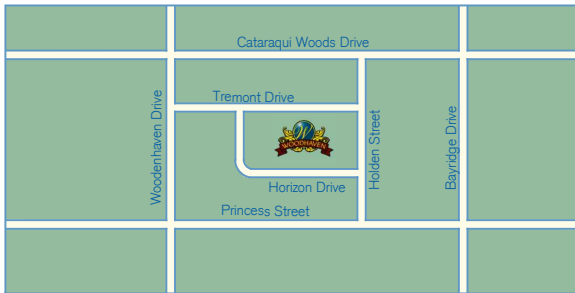 Cataraqui Woods Drive
Tremont Drive
Woodenhaven Drive
W
WOODHAVEN
Holden Street
Bayridge Drive
Horizon Drive
Princess Street